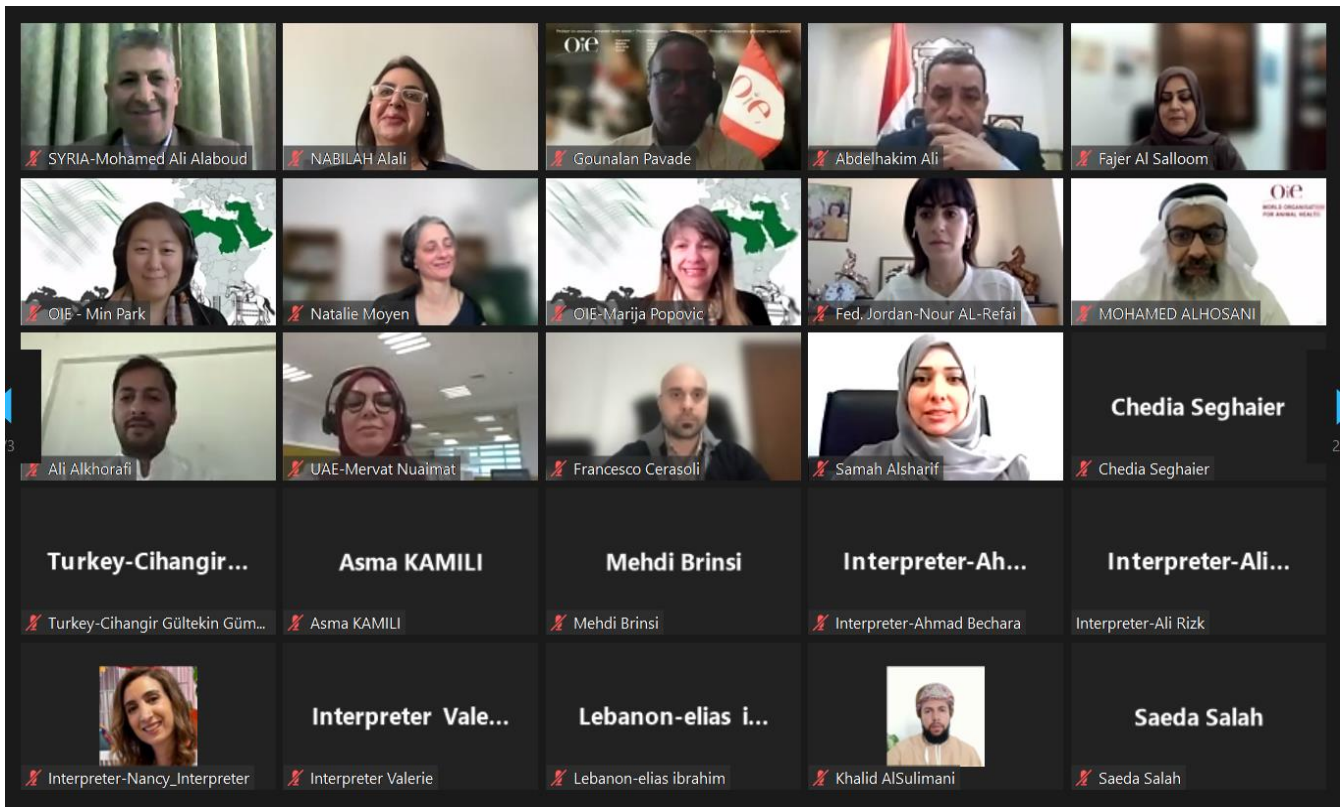 OiE
OiE
SYRIA-Mohamed Ali Alaboud
NABILAH Alali
Gounalan Pavade
Abdelhakim Ali
Fajer Al Salloom
OiE
WORLD ORGANISATION
FOR ANIMAL HEALTH
OIE - Min Park
Natalie Moyen
OIE-Marija Popovic
Fed. Jordan-Nour AL-Refai
MOHAMED ALHOSANI
Chedia Seghaier
Ali Alkhorafi
UAE-Mervat Nuaimat
Francesco Cerasoli
Samah Alsharif
Chedia Seghaier
Turkey-Cihangir...
Asma KAMILI
Mehdi Brinsi
Interpreter-Ah...
Interpreter-Ali...
Turkey-Cihangir Gültekin Güm...
Asma KAMILI
Mehdi Brinsi
Interpreter-Ahmad Bechara
Interpreter-Ali Rizk
Interpreter Vale...
Lebanon-elias i...
Saeda Salah
Interpreter-Nancy_Interpreter
Interpreter Valerie
Lebanon-elias ibrahim
Khalid AlSulimani
Saeda Salah